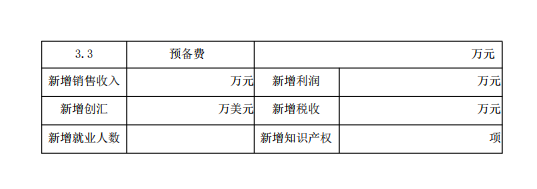 3.3 预备费 万元
新增销售收入 万元 新增利润 万元
新增创汇 万美元 新增税收 万元
新增就业人数 新增知识产权 项